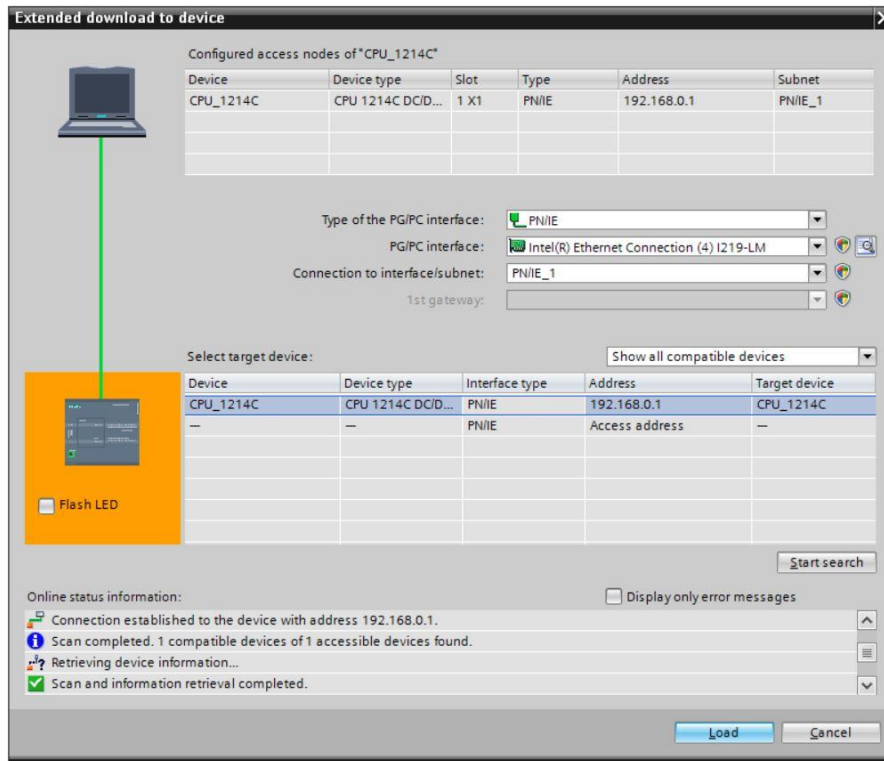 Extended download to device
Configured access nodes of "CPU_1214C"
Device Device type Slot Type Address Subnet
CPU_1214C CPU 1214C DC/D... 1 X1 PN/IE 192.168.0.1 PN/IE_1
Type of the PG/PC interface: PN/IE
PG/PC interface: Intel(R) Ethernet Connection (4) I219-LM
Connection to interface/subnet: PN/IE_1
1st gateway:
Select target device: Show all compatible devices
Device Device type Interface type Address Target device
CPU_1214C CPU 1214C DC/D... PN/IE 192.168.0.1 CPU_1214C
— — PN/IE Access address —
Flash LED
Start search
Online status information: Display only error messages
Connection established to the device with address 192.168.0.1.
Scan completed. 1 compatible devices of 1 accessible devices found.
Retrieving device information...
Scan and information retrieval completed.
Load Cancel